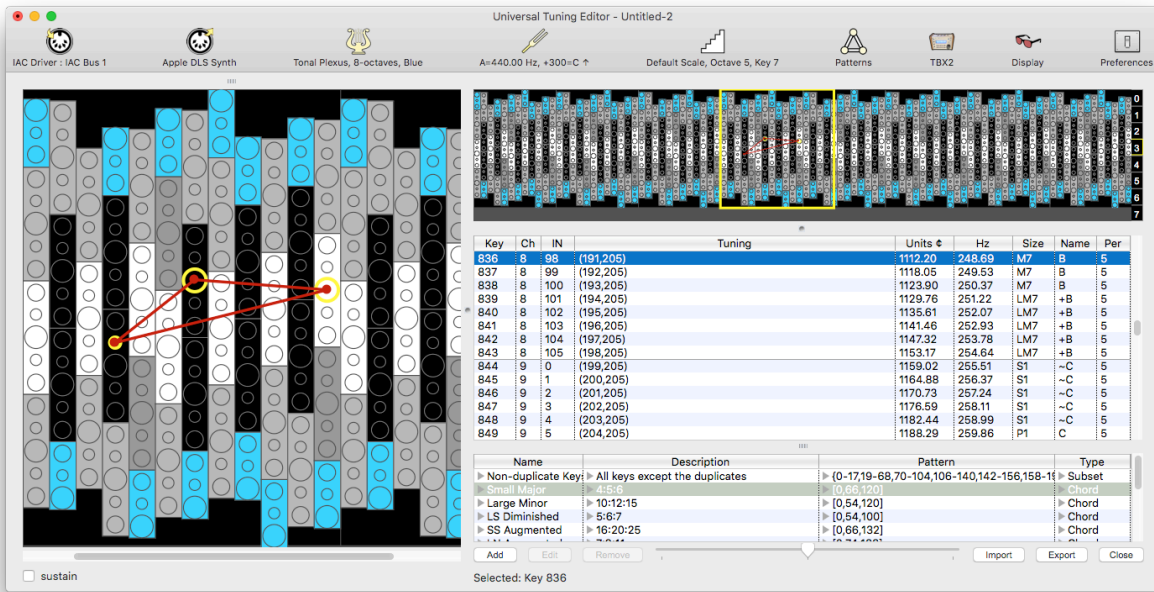 Universal Tuning Editor - Untitled-2
IAC Driver : IAC Bus 1 Apple DLS Synth Tonal Plexus, 8-octaves, Blue A=440.00 Hz, +300=C ↑ Default Scale, Octave 5, Key 7 Patterns TBX2 Display Preferences
0
1
2
3
4
5
6
7
Key Ch IN Tuning Units Hz Size Name Per
836 8 98 (191,205) 1112.20 248.69 M7 B 5
837 8 99 (192,205) 1118.05 249.53 M7 B 5
838 8 100 (193,205) 1123.90 250.37 M7 B 5
839 8 101 (194,205) 1129.76 251.22 LM7 +B 5
840 8 102 (195,205) 1135.61 252.07 LM7 +B 5
841 8 103 (196,205) 1141.46 252.93 LM7 +B 5
842 8 104 (197,205) 1147.32 253.78 LM7 +B 5
843 8 105 (198,205) 1153.17 254.64 LM7 +B 5
844 9 0 (199,205) 1159.02 255.51 S1 ~C 5
845 9 1 (200,205) 1164.88 256.37 S1 ~C 5
846 9 2 (201,205) 1170.73 257.24 S1 ~C 5
847 9 3 (202,205) 1176.59 258.11 S1 ~C 5
848 9 4 (203,205) 1182.44 258.99 S1 ~C 5
849 9 5 (204,205) 1188.29 259.86 P1 C 5
Name Description Pattern Type
Non-duplicate Key All keys except the duplicates {0-17,19-68,70-104,106-140,142-156,158-1 Subset
Small Major 4:5:6 [0,66,120] Chord
Large Minor 10:12:15 [0,54,120] Chord
LS Diminished 5:6:7 [0,54,100] Chord
SS Augmented 16:20:25 [0,66,132] Chord
Add Edit Remove Import Export Close
sustain
Selected: Key 836